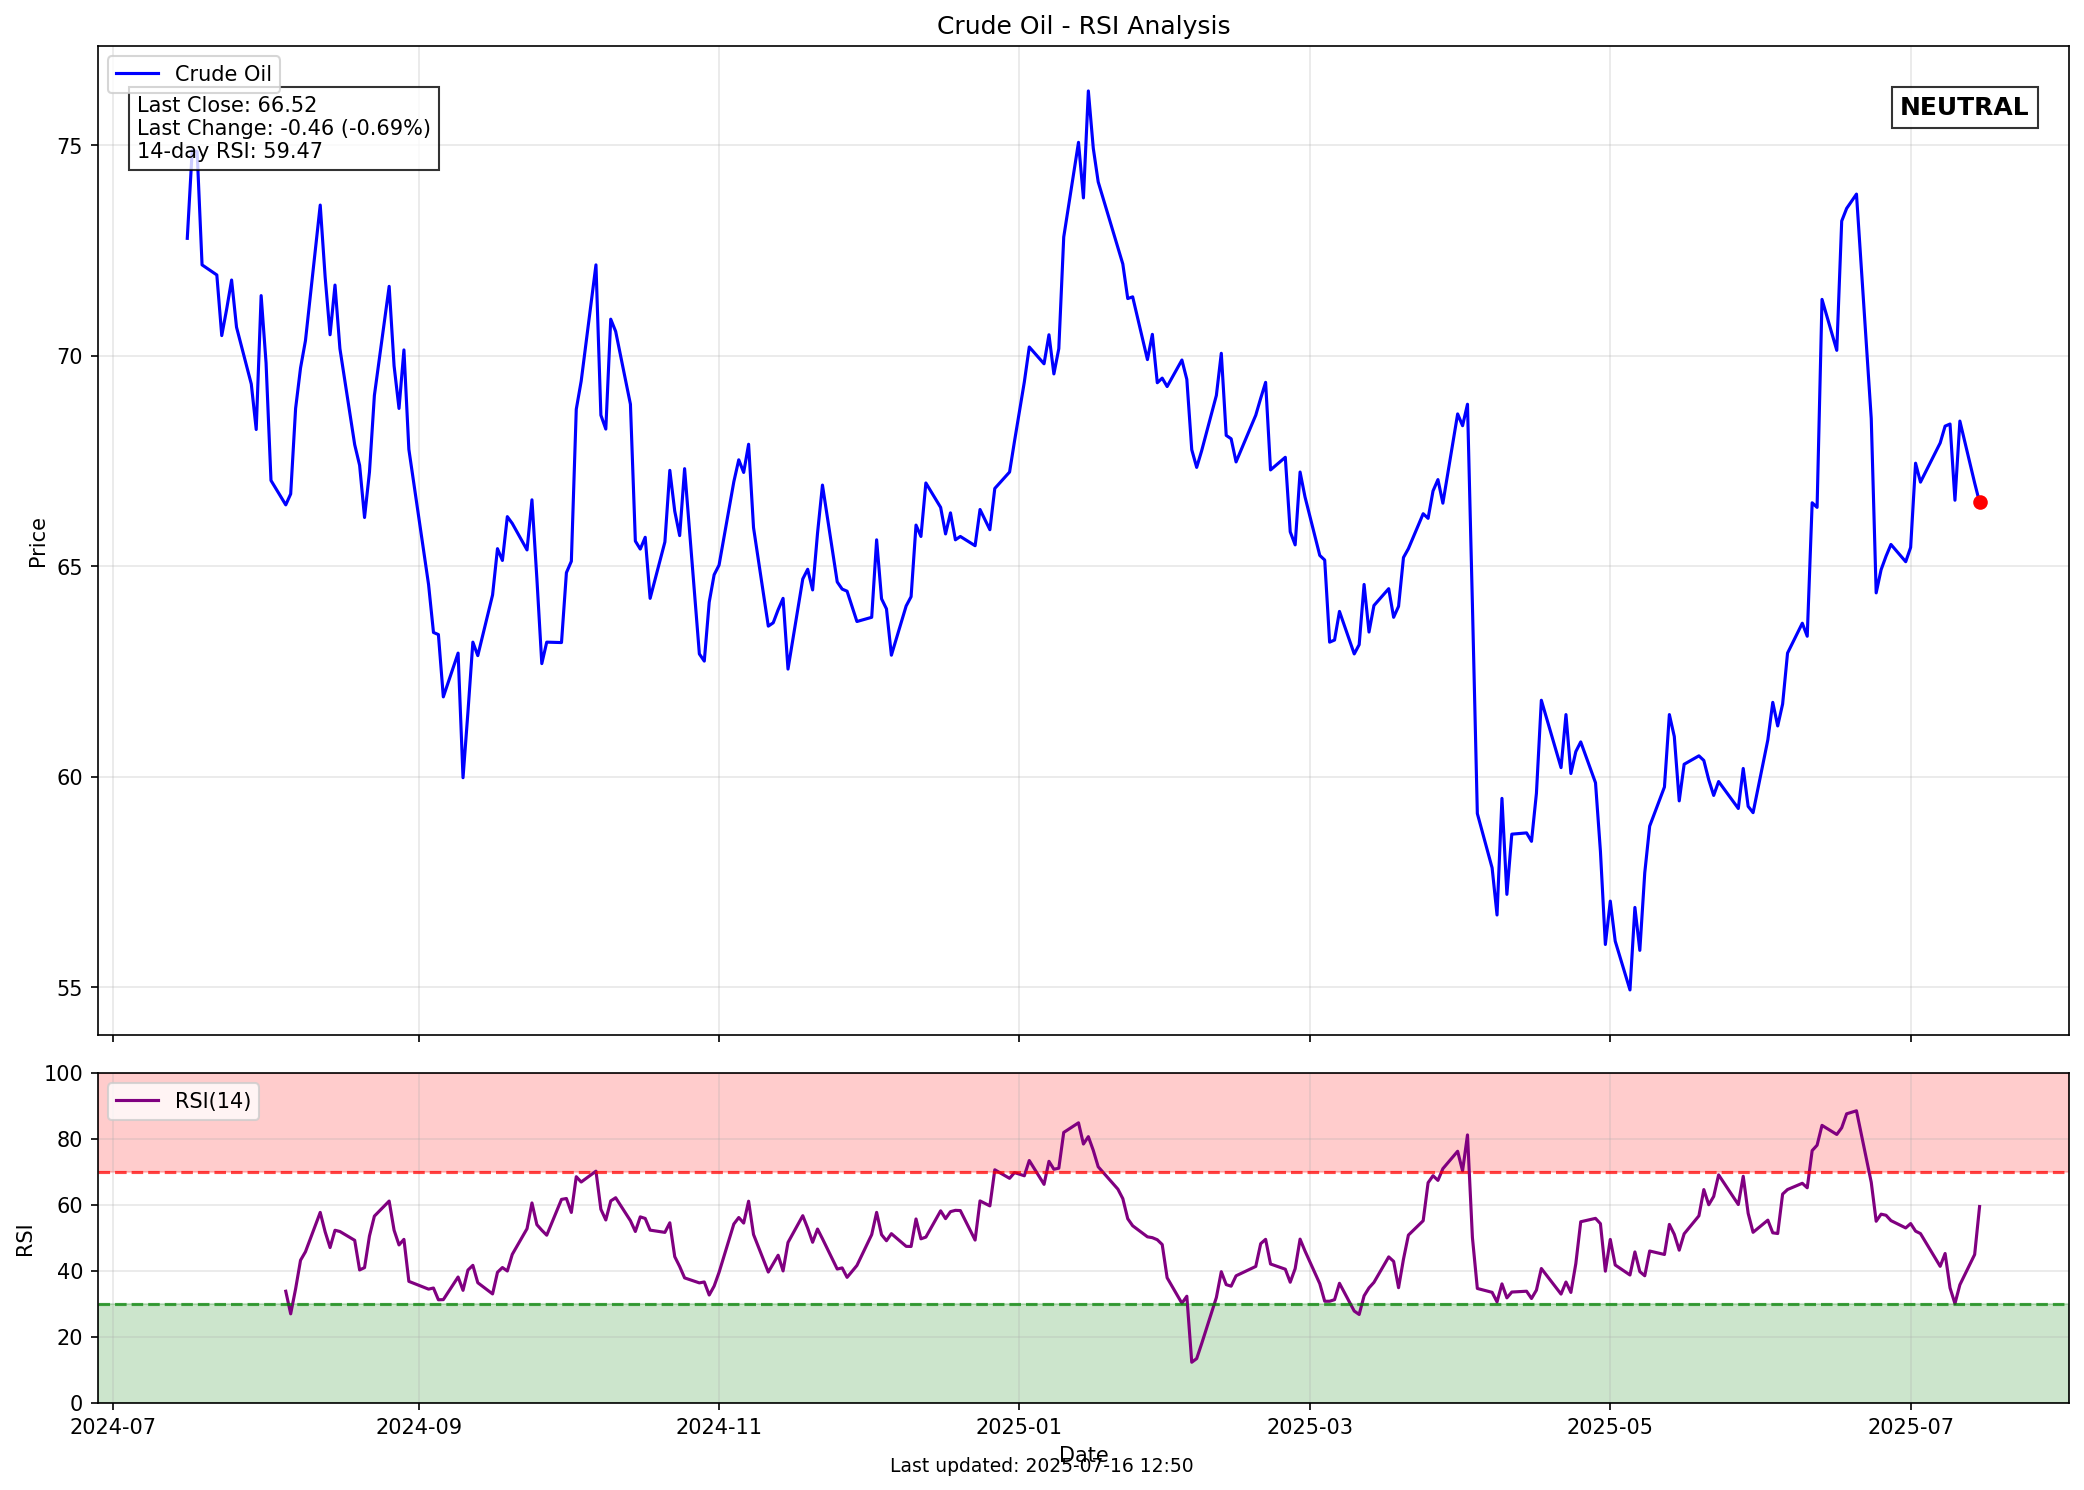 Crude Oil - RSI Analysis
Crude Oil
Last Close: 66.52
Last Change: -0.46 (-0.69%)
14-day RSI: 59.47
NEUTRAL
75
70
65
60
55
Price
RSI(14)
100
80
60
40
20
0
RSI
2024-07
2024-09
2024-11
2025-01
2025-03
2025-05
2025-07
Date
Last updated: 2025-07-16 12:50